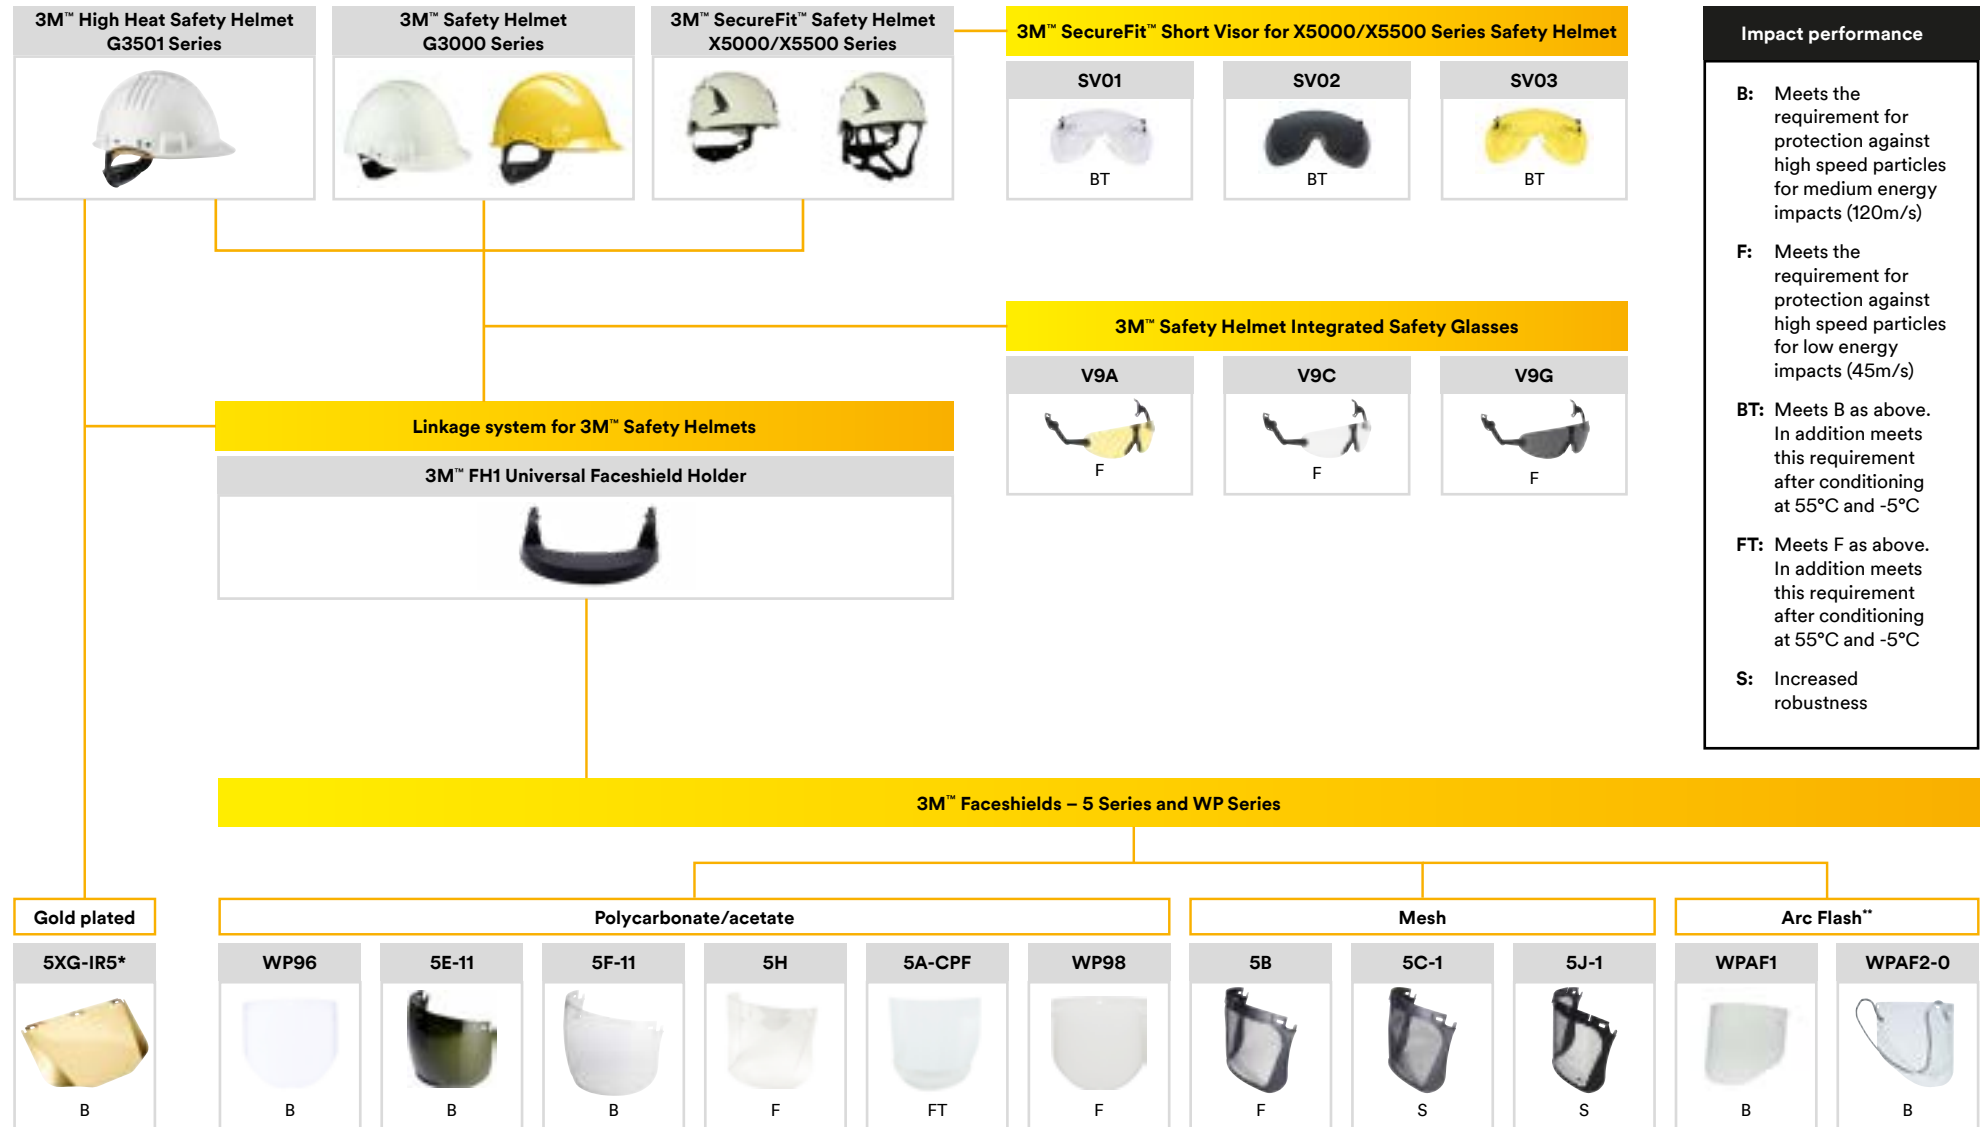 3M™ High Heat Safety Helmet
G3501 Series
3M™ Safety Helmet
G3000 Series
3M™ SecureFit™ Safety Helmet
X5000/X5500 Series
3M™ SecureFit™ Short Visor for X5000/X5500 Series Safety Helmet
SV01
SV02
SV03
BT
BT
BT
Impact performance
B: Meets the
requirement for
protection against
high speed particles
for medium energy
impacts (120m/s)
F: Meets the
requirement for
protection against
high speed particles
for low energy
impacts (45m/s)
BT: Meets B as above.
In addition meets
this requirement
after conditioning
at 55°C and -5°C
FT: Meets F as above.
In addition meets
this requirement
after conditioning
at 55°C and -5°C
S: Increased
robustness
3M™ Safety Helmet Integrated Safety Glasses
V9A
V9C
V9G
F
F
F
Linkage system for 3M™ Safety Helmets
3M™ FH1 Universal Faceshield Holder
3M™ Faceshields – 5 Series and WP Series
Gold plated
Polycarbonate/acetate
Mesh
Arc Flash**
5XG-IR5*
WP96
5E-11
5F-11
5H
5A-CPF
WP98
5B
5C-1
5J-1
WPAF1
WPAF2-0
B
B
B
B
F
FT
F
F
S
S
B
B